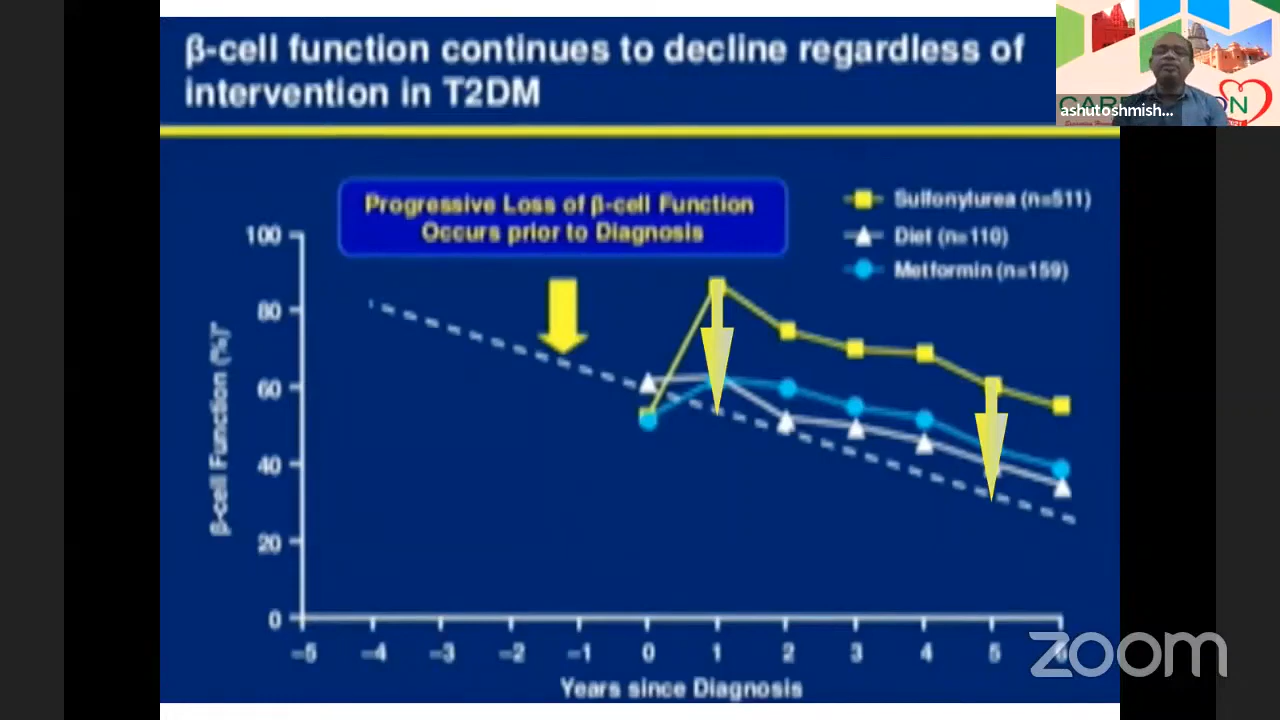 β-cell function continues to decline regardless of
intervention in T2DM
ashutoshmish...
Progressive Loss of β-cell Function
Occurs prior to Diagnosis
Sulfonylurea (n=511)
Diet (n=110)
Metformin (n=159)
β-cell Function (%)*
100
80
60
40
20
0
–5 –4 –3 –2 –1 0 1 2 3 4 5 6
Years since Diagnosis
zoom